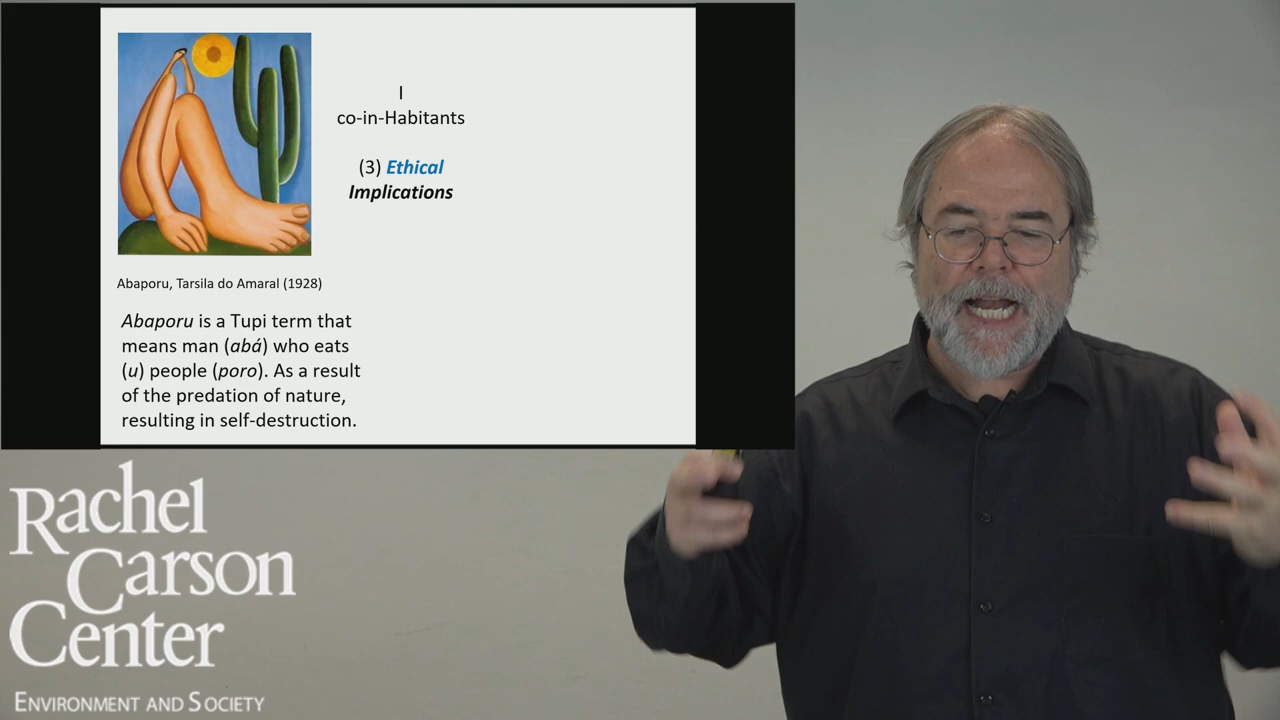 I
co-in-Habitants
(3) Ethical
Implications
Abaporu, Tarsila do Amaral (1928)
Abaporu is a Tupi term that
means man (abá) who eats
(u) people (poro). As a result
of the predation of nature,
resulting in self-destruction.
Rachel
Carson
Center
ENVIRONMENT AND SOCIETY